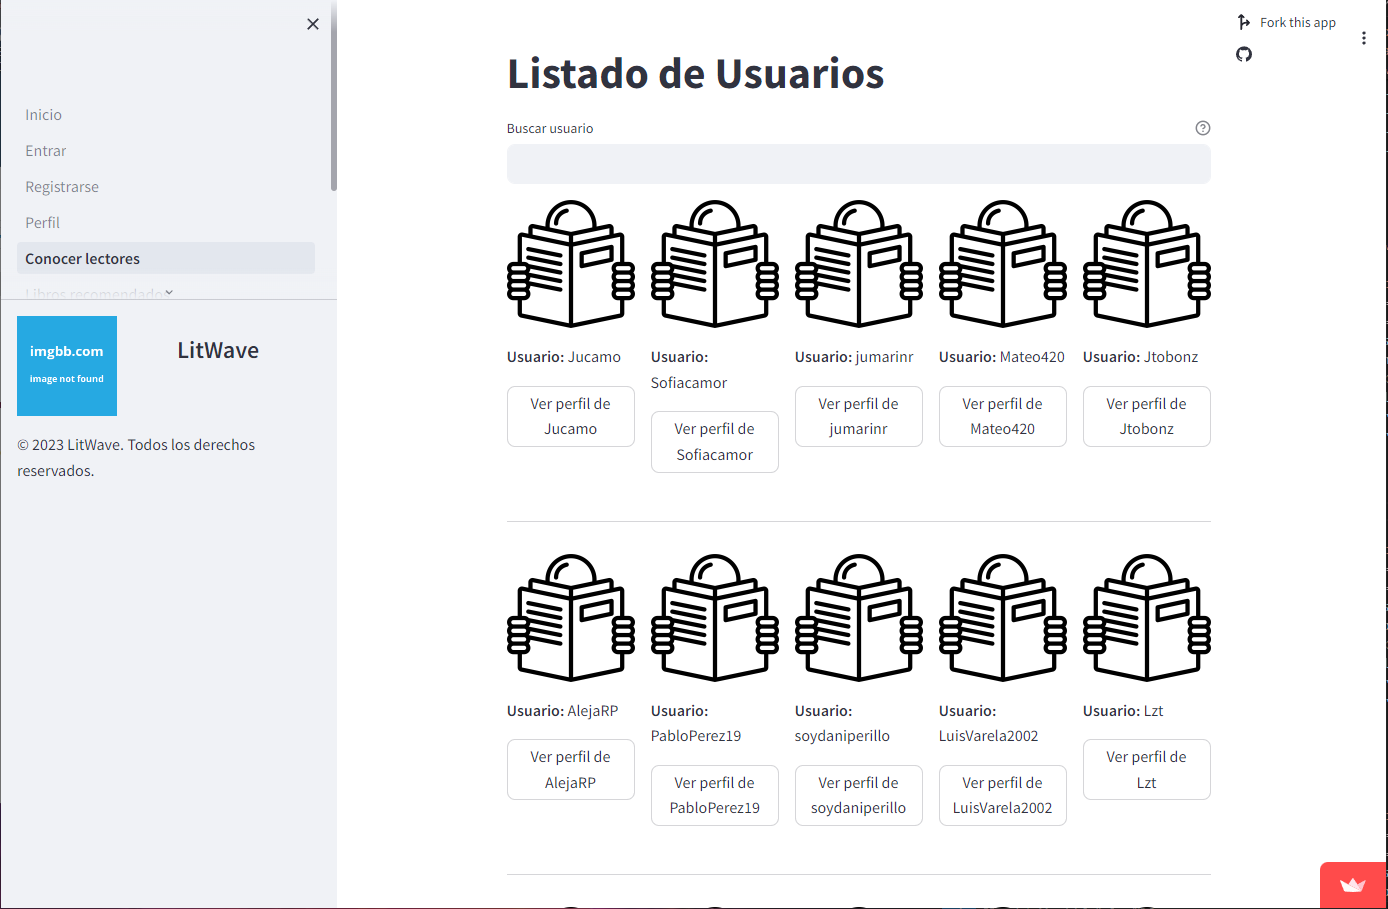 Inicio
Entrar
Registrarse
Perfil
Conocer lectores
Libros recomendados
imgbb.com
image not found
LitWave
© 2023 LitWave. Todos los derechos
reservados.
Fork this app
Listado de Usuarios
Buscar usuario
Usuario: Jucamo
Ver perfil de
Jucamo
Usuario:
Sofiacamor
Ver perfil de
Sofiacamor
Usuario: jumarinr
Ver perfil de
jumarinr
Usuario: Mateo420
Ver perfil de
Mateo420
Usuario: Jtobonz
Ver perfil de
Jtobonz
Usuario: AlejaRP
Ver perfil de
AlejaRP
Usuario:
PabloPerez19
Ver perfil de
PabloPerez19
Usuario:
soydaniperillo
Ver perfil de
soydaniperillo
Usuario:
LuisVarela2002
Ver perfil de
LuisVarela2002
Usuario: Lzt
Ver perfil de
Lzt